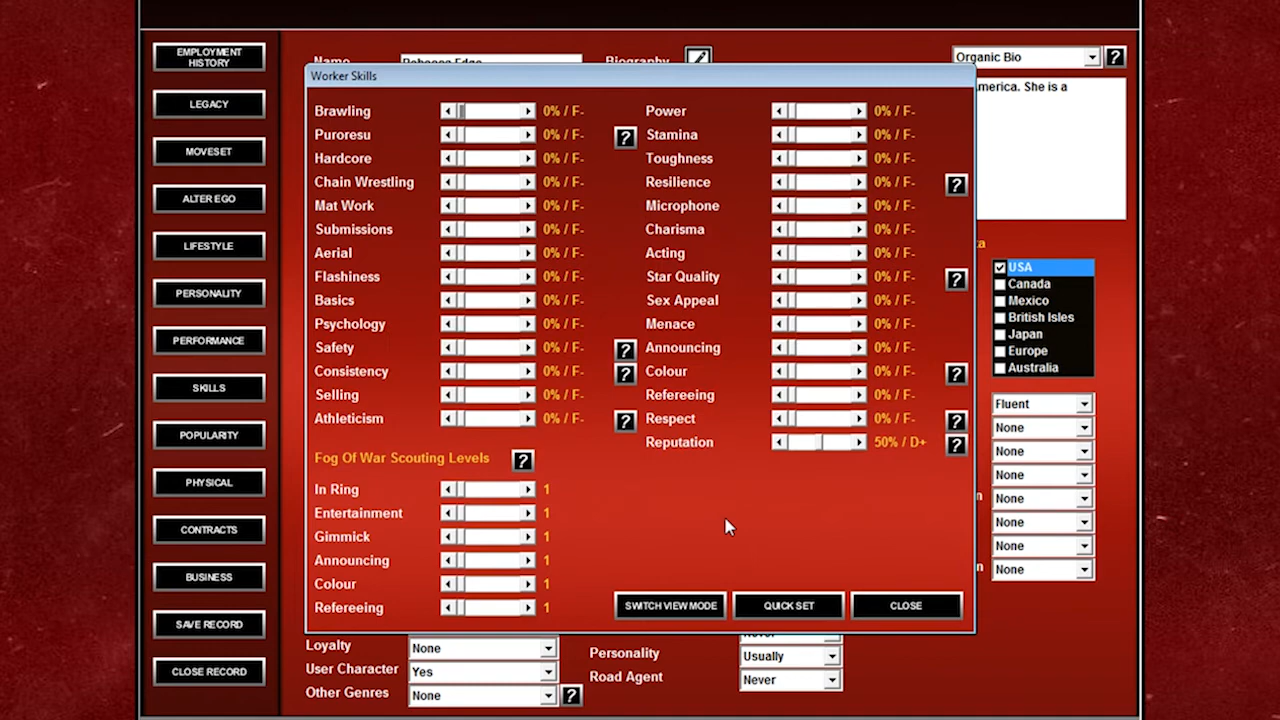 EMPLOYMENT
HISTORY
LEGACY
MOVESET
ALTER EGO
LIFESTYLE
PERSONALITY
PERFORMANCE
SKILLS
POPULARITY
PHYSICAL
CONTRACTS
BUSINESS
SAVE RECORD
CLOSE RECORD
Name Biography Organic Bio ?
Worker Skills
Brawling 0% / F-
Puroresu 0% / F- ?
Hardcore 0% / F-
Chain Wrestling 0% / F-
Mat Work 0% / F-
Submissions 0% / F-
Aerial 0% / F-
Flashiness 0% / F-
Basics 0% / F-
Psychology 0% / F-
Safety 0% / F- ?
Consistency 0% / F- ?
Selling 0% / F-
Athleticism 0% / F- ?
Power 0% / F-
Stamina 0% / F-
Toughness 0% / F-
Resilience 0% / F- ?
Microphone 0% / F-
Charisma 0% / F-
Acting 0% / F-
Star Quality 0% / F- ?
Sex Appeal 0% / F-
Menace 0% / F-
Announcing 0% / F-
Colour 0% / F- ?
Refereeing 0% / F-
Respect 0% / F- ?
Reputation 50% / D+ ?
Fog Of War Scouting Levels ?
In Ring 1
Entertainment 1
Gimmick 1
Announcing 1
Colour 1
Refereeing 1
SWITCH VIEW MODE QUICK SET CLOSE
merica. She is a
USA
Canada
Mexico
British Isles
Japan
Europe
Australia
Fluent
None
None
None
None
None
None
None
Loyalty None
User Character Yes
Other Genres None ?
Personality Usually
Road Agent Never